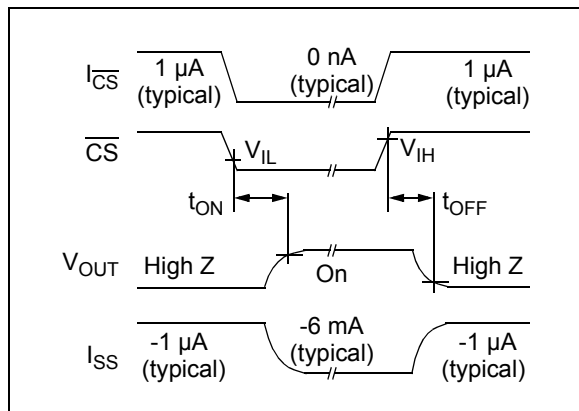 I_CS 1 µA (typical) 0 nA (typical) 1 µA (typical)
CS V_IL V_IH
t_ON t_OFF
V_OUT High Z On High Z
I_SS -1 µA (typical) -6 mA (typical) -1 µA (typical)